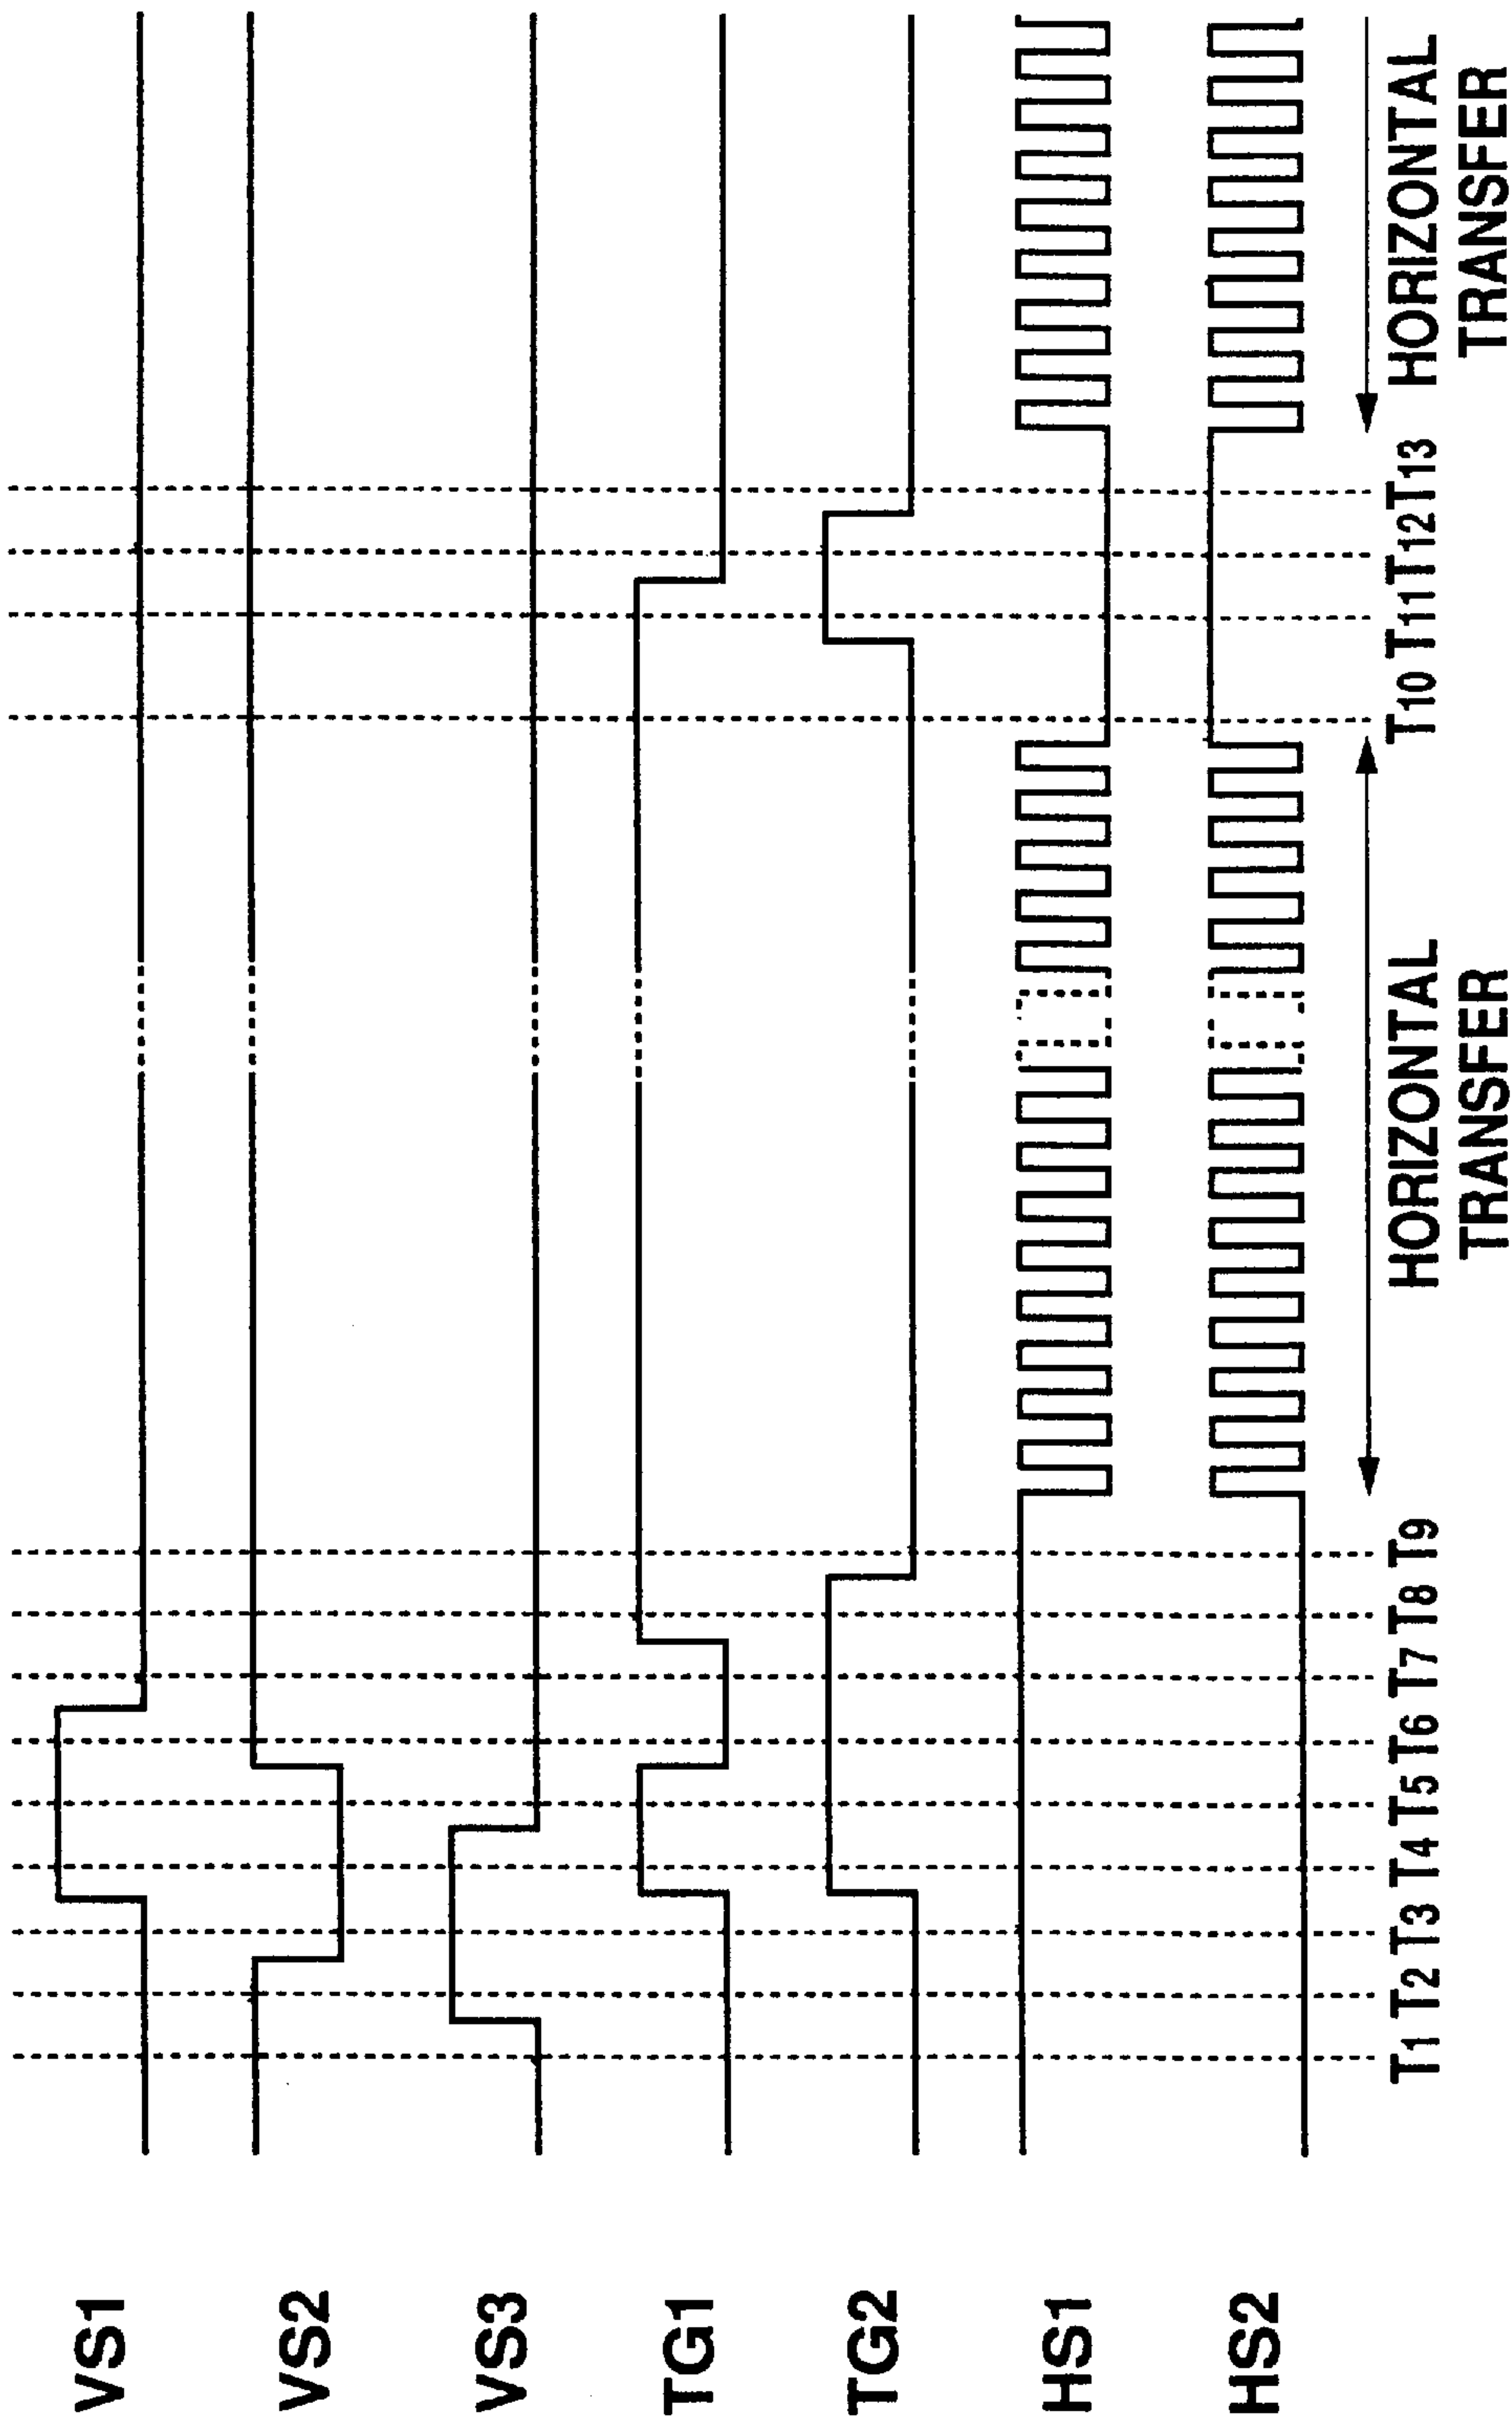 VS1
VS2
VS3
TG1
TG2
HS1
HS2
T1 T2 T3 T4 T5 T6 T7 T8 T9
T10 T11 T12 T13
HORIZONTAL
TRANSFER
HORIZONTAL
TRANSFER